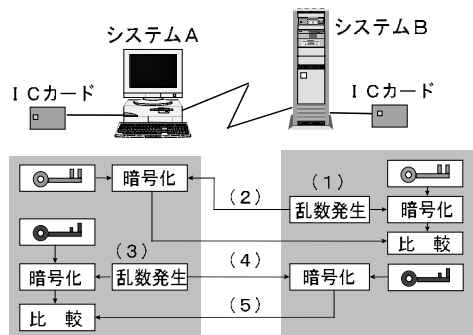 システムA
システムB
ICカード
ICカード
暗号化
(2)
(1)
乱数発生
暗号化
比 較
(3)
暗号化
乱数発生
(4)
暗号化
比 較
(5)